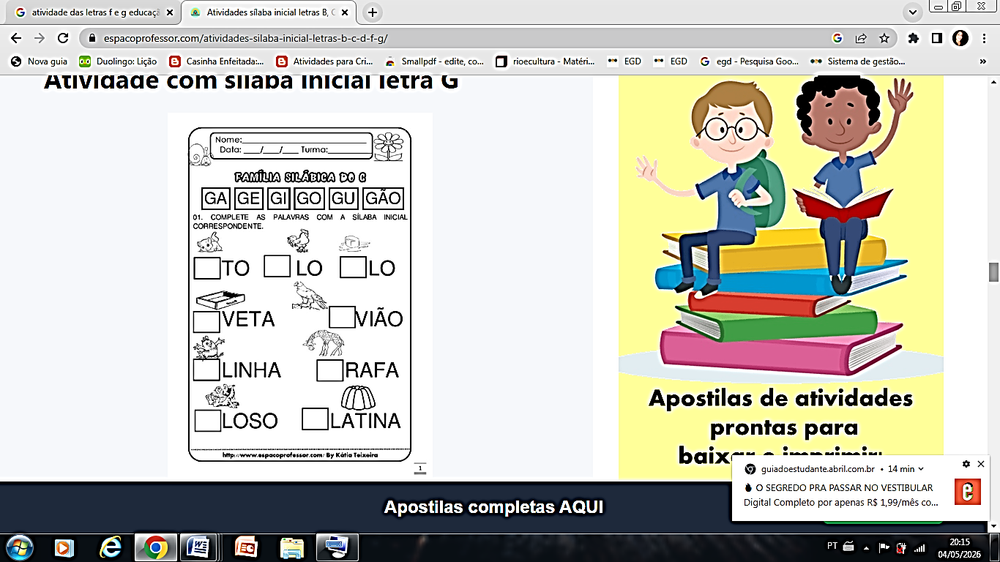 atividade das letras f e g educaçã
Atividades sílaba inicial letras B, C
espacoprofessor.com/atividades-silaba-inicial-letras-b-c-d-f-g/
Nova guia
Duolingo: Lição
Casinha Enfeitada:...
Atividades para Cri...
Smallpdf - edite, co...
rioecultura - Matéri...
EGD
EGD
egd - Pesquisa Goo...
Sistema de gestão...
»
Atividade com sílaba inicial letra G
Nome:
Data: ___/___/___ Turma:
FAMÍLIA SILÁBICA DO C
GA GE GI GO GU GÃO
01. COMPLETE AS PALAVRAS COM A SÍLABA INICIAL
CORRESPONDENTE.
TO LO LO
VETA VIÃO
LINHA RAFA
LOSO LATINA
http://www.espacoprofessor.com/ By Kátia Teixeira
1
Apostilas de atividades
prontas para
baixar e imprimir:
Apostilas completas AQUI
guiadoestudante.abril.com.br • 14 min
O SEGREDO PRA PASSAR NO VESTIBULAR
Digital Completo por apenas R$ 1,99/mês co...
PT
20:15
04/05/2026